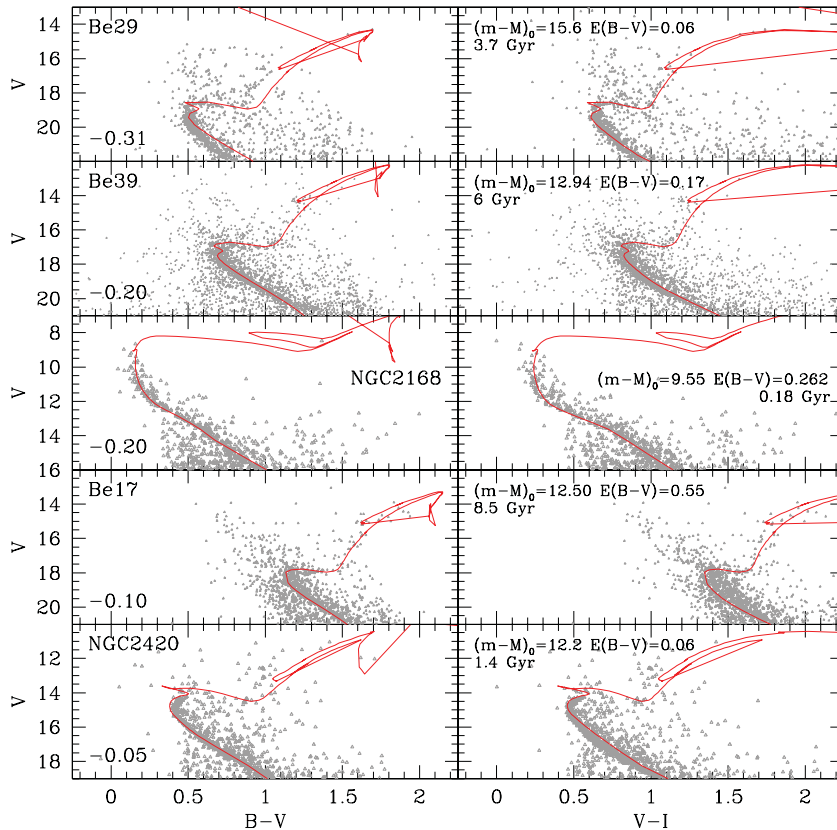 Be29
(m−M)₀=15.6 E(B−V)=0.06
3.7 Gyr
14
16
18
20
V
−0.31
Be39
(m−M)₀=12.94 E(B−V)=0.17
6 Gyr
14
16
18
20
V
−0.20
8
10
12
14
16
V
NGC2168
(m−M)₀=9.55 E(B−V)=0.262
0.18 Gyr
−0.20
Be17
(m−M)₀=12.50 E(B−V)=0.55
8.5 Gyr
14
16
18
20
V
−0.10
NGC2420
(m−M)₀=12.2 E(B−V)=0.06
1.4 Gyr
12
14
16
18
V
−0.05
0 0.5 1 1.5 2 0 0.5 1 1.5 2
B−V V−I